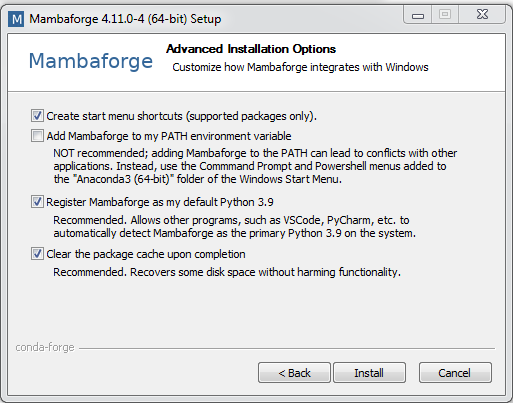 M Mambaforge 4.11.0-4 (64-bit) Setup
Mambaforge
Advanced Installation Options
Customize how Mambaforge integrates with Windows
Create start menu shortcuts (supported packages only).
Add Mambaforge to my PATH environment variable
NOT recommended; adding Mambaforge to the PATH can lead to conflicts with other
applications. Instead, use the Commmand Prompt and Powershell menus added to
the "Anaconda3 (64-bit)" folder of the Windows Start Menu.
Register Mambaforge as my default Python 3.9
Recommended. Allows other programs, such as VSCode, PyCharm, etc. to
automatically detect Mambaforge as the primary Python 3.9 on the system.
Clear the package cache upon completion
Recommended. Recovers some disk space without harming functionality.
conda-forge
< Back
Install
Cancel